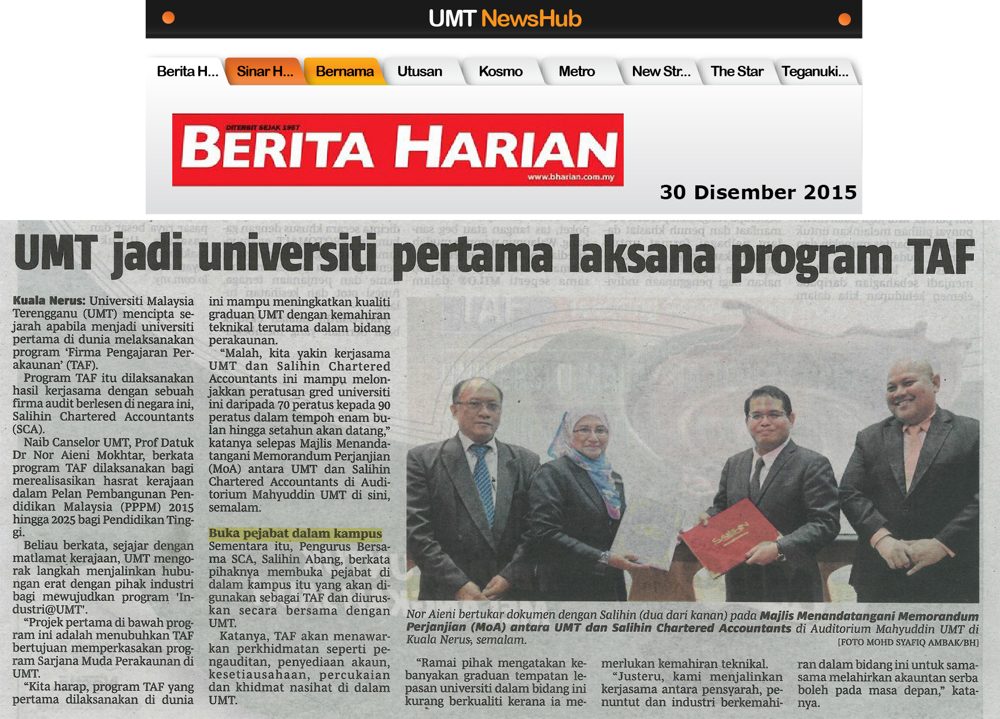 UMT NewsHub
Berita H...
Sinar H...
Bernama
Utusan
Kosmo
Metro
New Str...
The Star
Teganuki...
DITERBIT SEJAK 1957
BERITA HARIAN
www.bharian.com.my
30 Disember 2015
UMT jadi universiti pertama laksana program TAF
Kuala Nerus: Universiti Malaysia
Terengganu (UMT) mencipta se-
jarah apabila menjadi universiti
pertama di dunia melaksanakan
program ‘Firma Pengajaran Per-
akaunan’ (TAF).
Program TAF itu dilaksanakan
hasil kerjasama dengan sebuah
firma audit berlesen di negara ini,
Salihin Chartered Accountants
(SCA).
Naib Canselor UMT, Prof Datuk
Dr Nor Aieni Mokhtar, berkata
program TAF dilaksanakan bagi
merealisasikan hasrat kerajaan
dalam Pelan Pembangunan Pen-
didikan Malaysia (PPPM) 2015
hingga 2025 bagi Pendidikan Ting-
gi.
Beliau berkata, sejajar dengan
matlamat kerajaan, UMT mengo-
rak langkah menjalinkan hubu-
ngan erat dengan pihak industri
bagi mewujudkan program 'In-
dustri@UMT'.
“Projek pertama di bawah prog-
ram ini adalah menubuhkan TAF
bertujuan memperkasakan prog-
ram Sarjana Muda Perakaunan di
UMT.
“Kita harap, program TAF yang
pertama dilaksanakan di dunia
ini mampu meningkatkan kualiti
graduan UMT dengan kemahiran
teknikal terutama dalam bidang
perakaunan.
“Malah, kita yakin kerjasama
UMT dan Salihin Chartered
Accountants ini mampu melon-
jakkan peratusan gred universiti
ini daripada 70 peratus kepada 90
peratus dalam tempoh enam bu-
lan hingga setahun akan datang,”
katanya selepas Majlis Menanda-
tangani Memorandum Perjanjian
(MoA) antara UMT dan Salihin
Chartered Accountants di Audi-
torium Mahyuddin UMT di sini,
semalam.
Buka pejabat dalam kampus
Sementara itu, Pengurus Bersa-
ma SCA, Salihin Abang, berkata
pihaknya membuka pejabat di
dalam kampus itu yang akan di-
gunakan sebagai TAF dan diurus-
kan secara bersama dengan
UMT.
Katanya, TAF akan menawar-
kan perkhidmatan seperti pe-
ngauditan, penyediaan akaun,
kesetiausahaan, percukaian
dan khidmat nasihat di dalam
UMT.
SALIHIN
Nor Aieni bertukar dokumen dengan Salihin (dua dari kanan) pada Majlis Menandatangani Memorandum
Perjanjian (MoA) antara UMT dan Salihin Chartered Accountants di Auditorium Mahyuddin UMT di
Kuala Nerus, semalam.
[FOTO MOHD SYAFIQ AMBAK/BH]
“Ramai pihak mengatakan ke-
banyakan graduan tempatan le-
pasan universiti dalam bidang ini
kurang berkualiti kerana ia me-
merlukan kemahiran teknikal.
“Justeru, kami menjalinkan
kerjasama antara pensyarah, pe-
nuntut dan industri berkemahi-
ran dalam bidang ini untuk sama-
sama melahirkan akauntan serba
boleh pada masa depan,” kata-
nya.